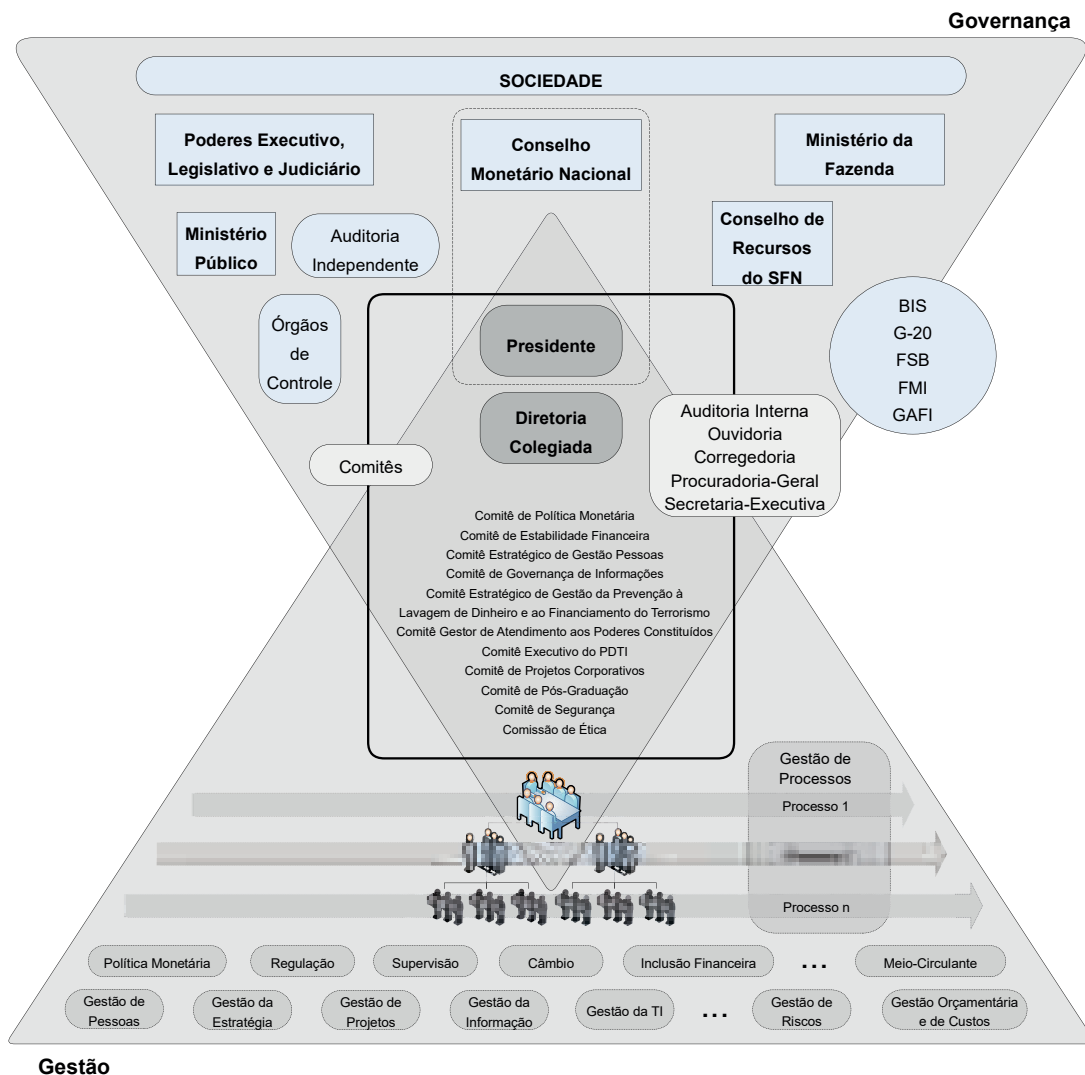 Governança
SOCIEDADE
Poderes Executivo,
Legislativo e Judiciário
Conselho
Monetário Nacional
Ministério da
Fazenda
Ministério
Público
Auditoria
Independente
Conselho de
Recursos
do SFN
Órgãos
de
Controle
BIS
G-20
FSB
FMI
GAFI
Presidente
Diretoria
Colegiada
Comitês
Auditoria Interna
Ouvidoria
Corregedoria
Procuradoria-Geral
Secretaria-Executiva
Comitê de Política Monetária
Comitê de Estabilidade Financeira
Comitê Estratégico de Gestão Pessoas
Comitê de Governança de Informações
Comitê Estratégico de Gestão da Prevenção à
Lavagem de Dinheiro e ao Financiamento do Terrorismo
Comitê Gestor de Atendimento aos Poderes Constituídos
Comitê Executivo do PDTI
Comitê de Projetos Corporativos
Comitê de Pós-Graduação
Comitê de Segurança
Comissão de Ética
Gestão de
Processos
Processo 1
Processo n
Política Monetária
Regulação
Supervisão
Câmbio
Inclusão Financeira
...
Meio-Circulante
Gestão de
Pessoas
Gestão da
Estratégia
Gestão de
Projetos
Gestão da
Informação
Gestão da TI
...
Gestão de
Riscos
Gestão Orçamentária
e de Custos
Gestão